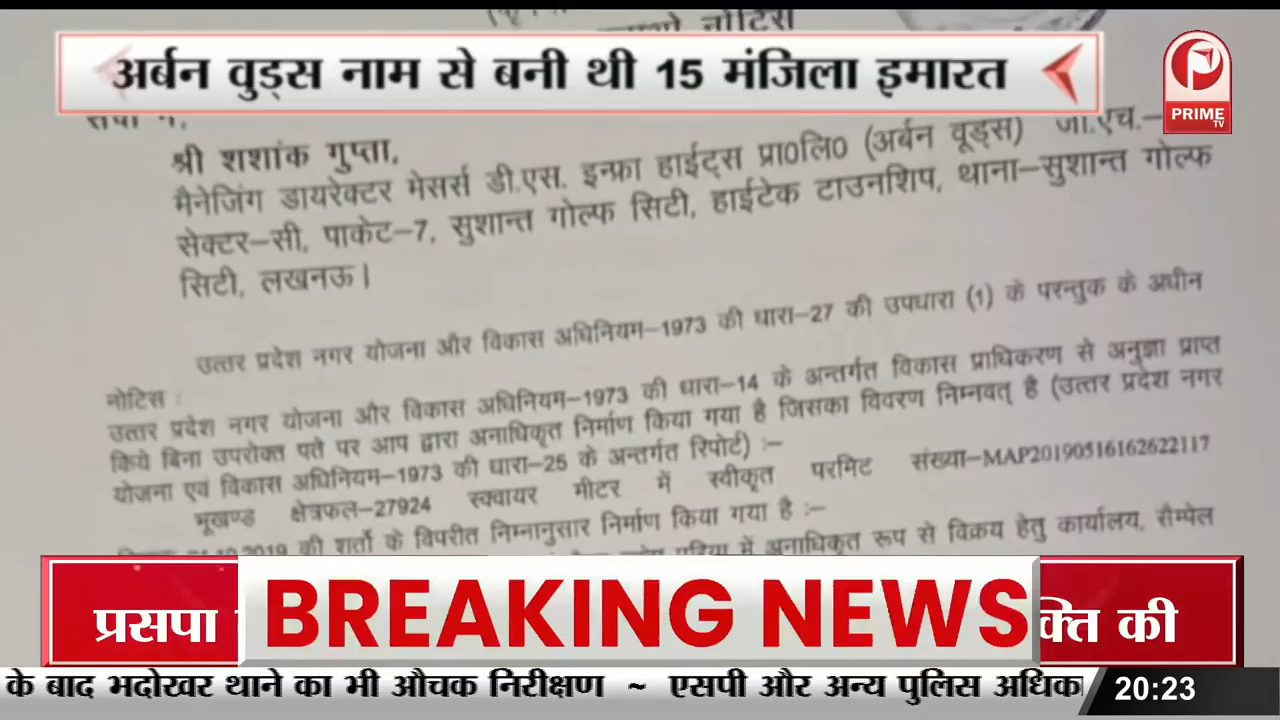 नोटिस
अर्बन वुड्स नाम से बनी थी 15 मंजिला इमारत
PRIME
TV
श्री शशांक गुप्ता,
मैनेजिंग डायरेक्टर मेसर्स डी.एस. इन्फ्रा हाईट्स प्रा०लि० (अर्बन वूड्स) जी.एच.–
सेक्टर–सी, पाकेट–7, सुशान्त गोल्फ सिटी, हाईटेक टाउनशिप, थाना–सुशान्त गोल्फ
सिटी, लखनऊ।
उत्तर प्रदेश नगर योजना और विकास अधिनियम–1973 की धारा–27 की उपधारा (1) के परन्तुक के अधीन
नोटिस :
उत्तर प्रदेश नगर योजना और विकास अधिनियम–1973 की धारा–14 के अन्तर्गत विकास प्राधिकरण से अनुज्ञा प्राप्त
किये बिना उपरोक्त पते पर आप द्वारा अनाधिकृत निर्माण किया गया है जिसका विवरण निम्नवत् है (उत्तर प्रदेश नगर
योजना एवं विकास अधिनियम–1973 की धारा–25 के अन्तर्गत रिपोर्ट) :–
भूखण्ड क्षेत्रफल–27924 स्क्वायर मीटर में स्वीकृत परमिट संख्या–MAP20190516162622117
की शर्तो के विपरीत निम्नानुसार निर्माण किया गया है :–
में अनाधिकृत रूप से विक्रय हेतु कार्यालय, सैम्पेल
प्रसपा
BREAKING NEWS
क्ति की
के बाद भदोखर थाने का भी औचक निरीक्षण ~ एसपी और अन्य पुलिस अधिक
20:23